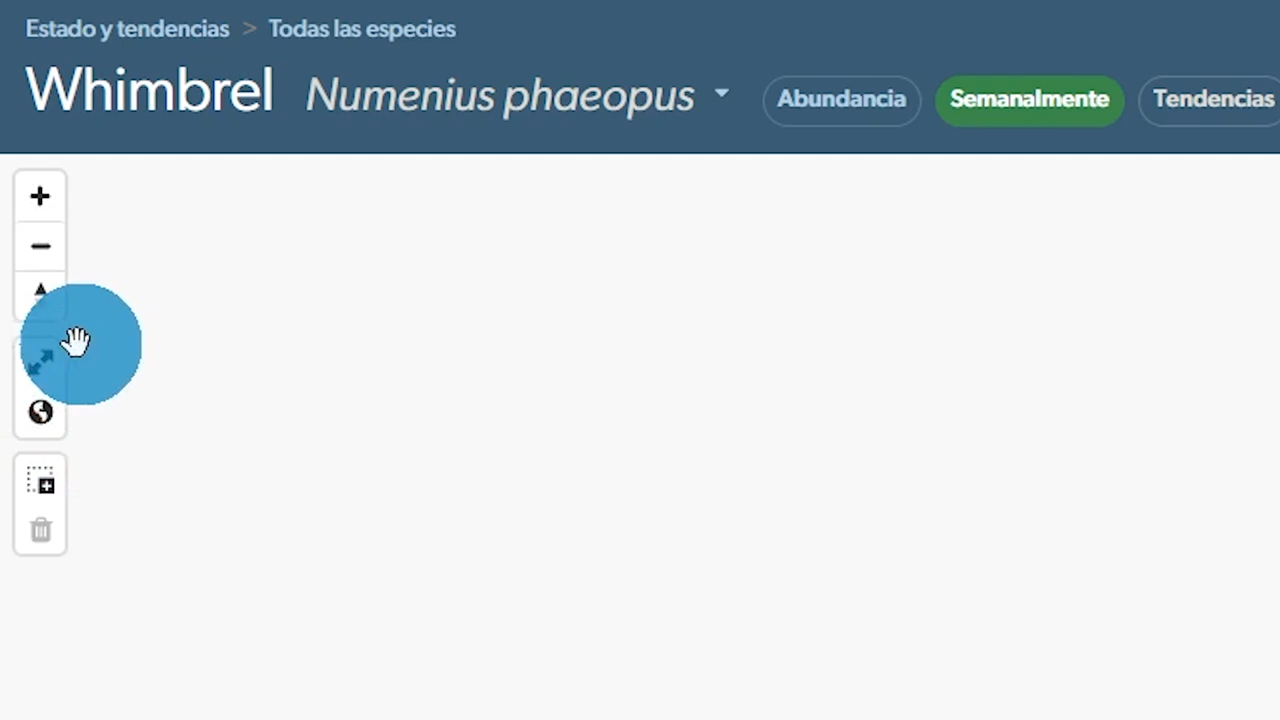 Estado y tendencias > Todas las especies
Whimbrel Numenius phaeopus Abundancia Semanalmente Tendencias